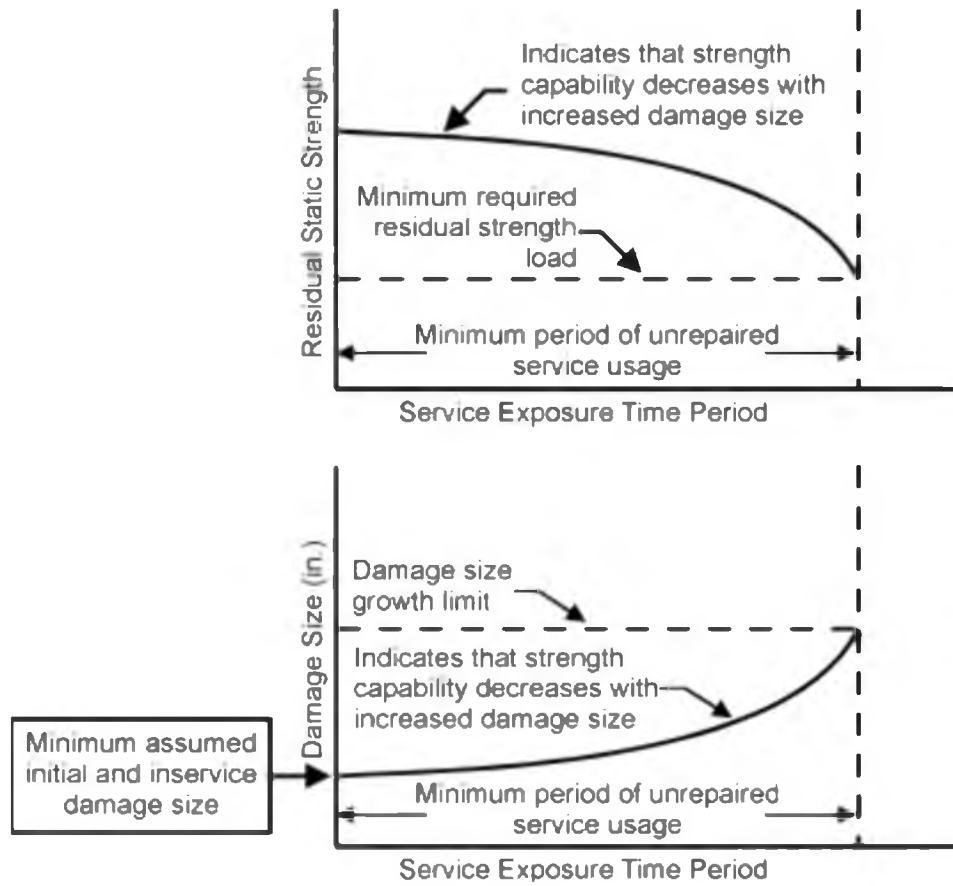 Residual Static Strength
Indicates that strength
capability decreases with
increased damage size
Minimum required
residual strength
load
Minimum period of unrepaired
service usage
Service Exposure Time Period
Damage Size (in.)
Damage size
growth limit
Indicates that strength
capability decreases with
increased damage size
Minimum assumed
initial and inservice
damage size
Minimum period of unrepaired
service usage
Service Exposure Time Period